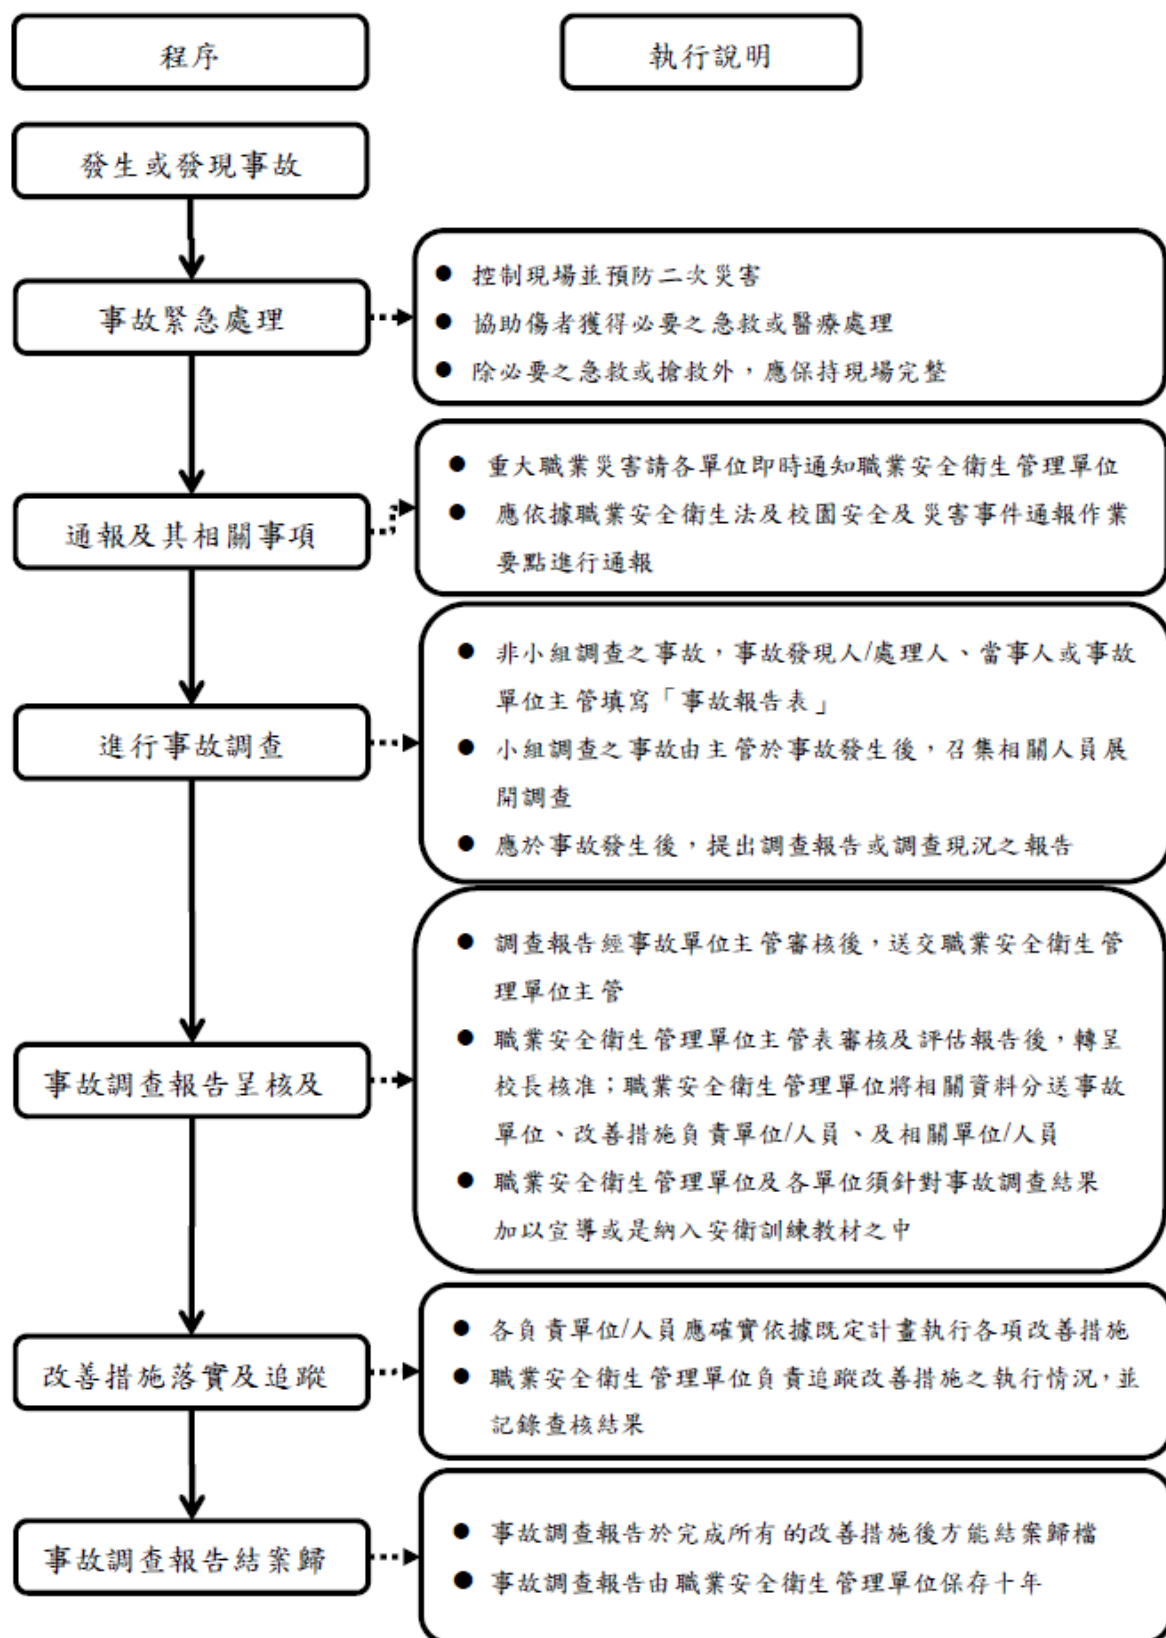 程序
執行說明
發生或發現事故
事故緊急處理
● 控制現場並預防二次災害
● 協助傷者獲得必要之急救或醫療處理
● 除必要之急救或搶救外，應保持現場完整
通報及其相關事項
● 重大職業災害請各單位即時通知職業安全衛生管理單位
● 應依據職業安全衛生法及校園安全及災害事件通報作業
要點進行通報
進行事故調查
● 非小組調查之事故，事故發現人/處理人、當事人或事故
單位主管填寫「事故報告表」
● 小組調查之事故由主管於事故發生後，召集相關人員展
開調查
● 應於事故發生後，提出調查報告或調查現況之報告
事故調查報告呈核及
● 調查報告經事故單位主管審核後，送交職業安全衛生管
理單位主管
● 職業安全衛生管理單位主管表審核及評估報告後，轉呈
校長核准；職業安全衛生管理單位將相關資料分送事故
單位、改善措施負責單位/人員、及相關單位/人員
● 職業安全衛生管理單位及各單位須針對事故調查結果
加以宣導或是納入安衛訓練教材之中
改善措施落實及追蹤
● 各負責單位/人員應確實依據既定計畫執行各項改善措施
● 職業安全衛生管理單位負責追蹤改善措施之執行情況，並
記錄查核結果
事故調查報告結案歸
● 事故調查報告於完成所有的改善措施後方能結案歸檔
● 事故調查報告由職業安全衛生管理單位保存十年